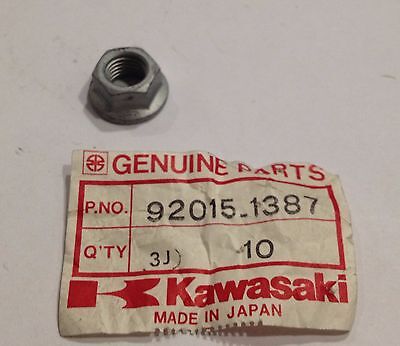 GENUINE PARTS
P.NO. 92015-1387
Q'TY 3J) 10
Kawasaki
MADE IN JAPAN